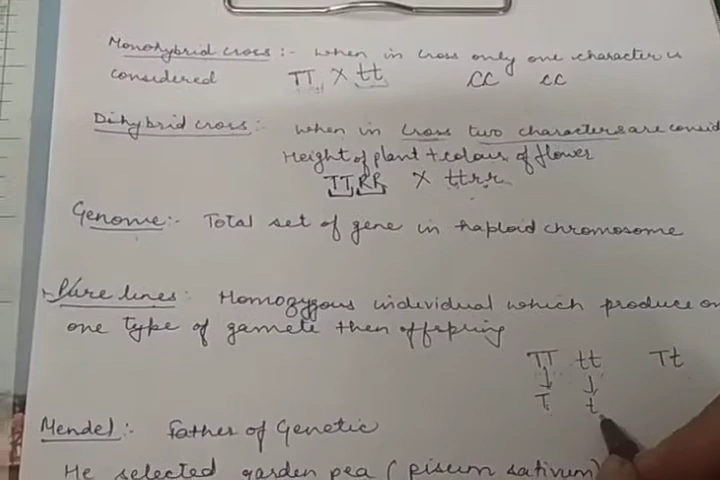 Monohybrid cross :- when in cross only one character is
considered TT X tt CC cc
Dihybrid cross :- when in cross two characters are consid
Height of plant + colour of flower
TT RR X ttrr
Genome :- Total set of gene in haploid chromosome
Pure lines : Homozygous individual which produce on
one type of gamete then offspring
TT tt Tt
T t
Mendel :- Father of Genetic
He selected garden pea (pisum sativum)